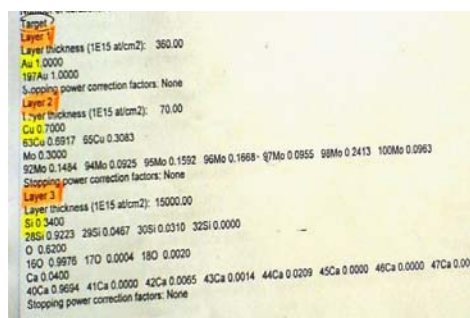 Target
Layer 1
Layer thickness (1E15 at/cm2): 360.00
Au 1.0000
197Au 1.0000
Stopping power correction factors: None
Layer 2
Layer thickness (1E15 at/cm2): 70.00
Cu 0.7000
63Cu 0.6917 65Cu 0.3083
Mo 0.3000
92Mo 0.1484 94Mo 0.0925 95Mo 0.1592 96Mo 0.1668 97Mo 0.0955 98Mo 0.2413 100Mo 0.0963
Stopping power correction factors: None
Layer 3
Layer thickness (1E15 at/cm2): 15000.00
Si 0.3400
28Si 0.9223 29Si 0.0467 30Si 0.0310 32Si 0.0000
O 0.6200
16O 0.9976 17O 0.0004 18O 0.0020
Ca 0.0400
40Ca 0.9694 41Ca 0.0000 42Ca 0.0065 43Ca 0.0014 44Ca 0.0209 45Ca 0.0000 46Ca 0.0000 47Ca 0.00
Stopping power correction factors: None